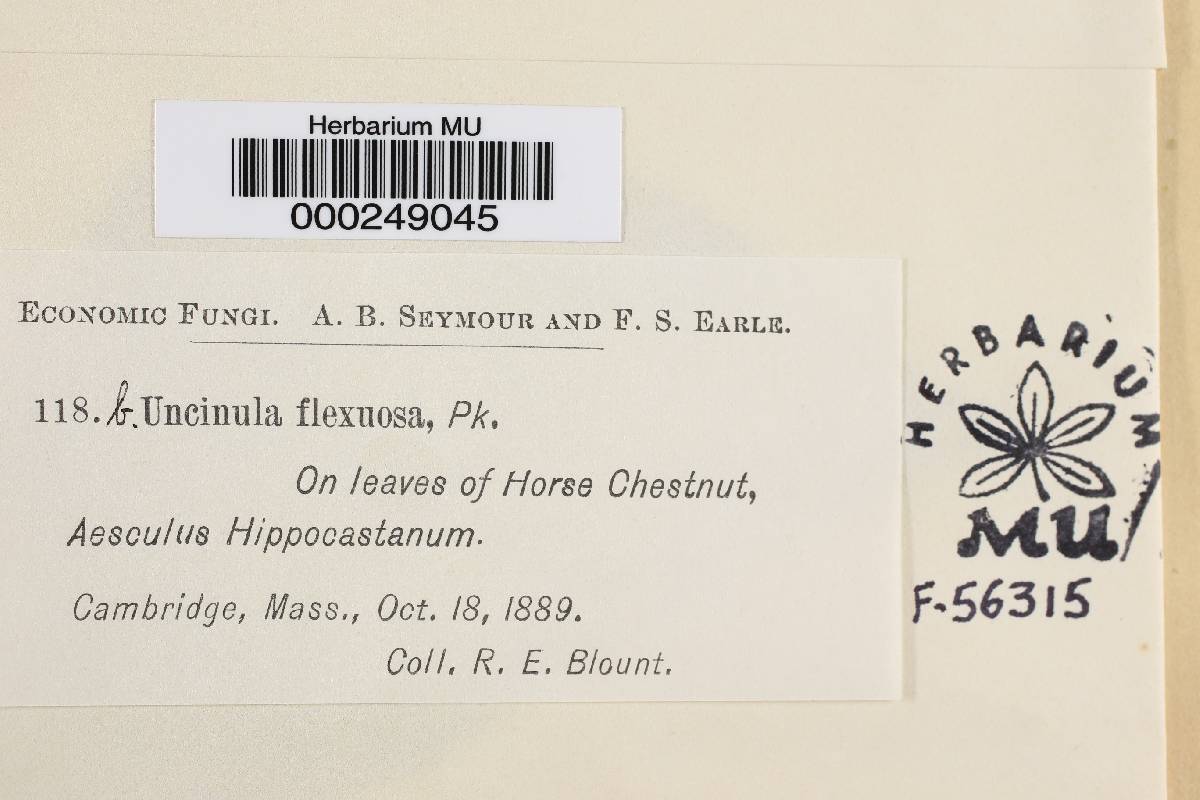 Herbarium MU
000249045
Economic Fungi. A. B. Seymour and F. S. Earle.
118. b. Uncinula flexuosa, Pk.
On leaves of Horse Chestnut,
Aesculus Hippocastanum.
Cambridge, Mass., Oct. 18, 1889.
Coll. R. E. Blount.
HERBARIUM
MU
F-56315